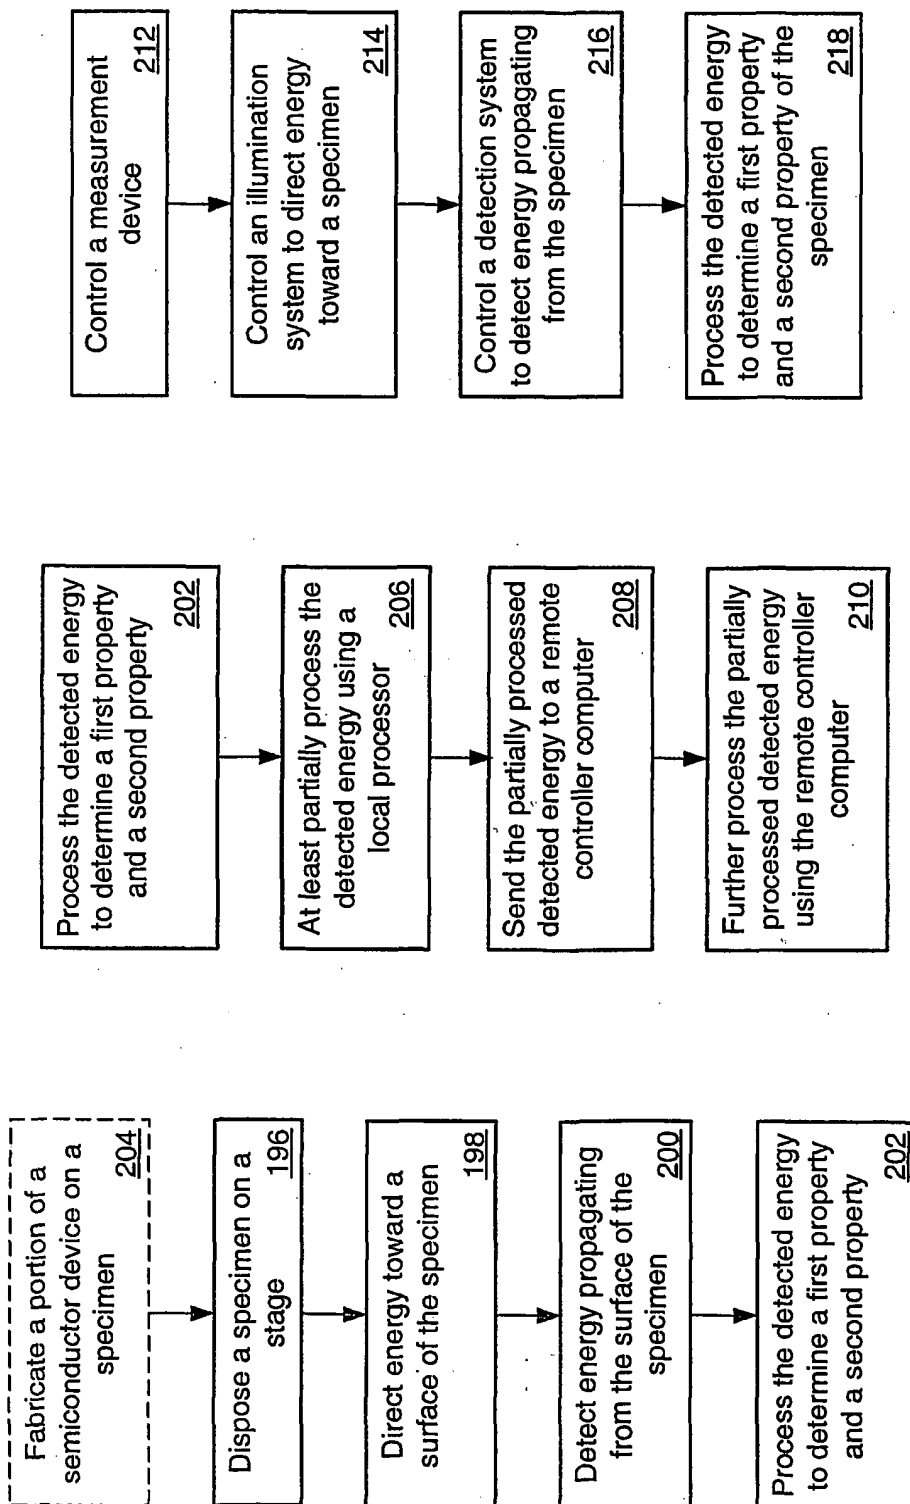 Fabricate a portion of a
semiconductor device on a
specimen
204
Dispose a specimen on a
stage
196
Direct energy toward a
surface of the specimen
198
Detect energy propagating
from the surface of the
specimen
200
Process the detected energy
to determine a first property
and a second property
202
Process the detected energy
to determine a first property
and a second property
202
At least partially process the
detected energy using a
local processor
206
Send the partially processed
detected energy to a remote
controller computer
208
Further process the partially
processed detected energy
using the remote controller
computer
210
Control a measurement
device
212
Control an illumination
system to direct energy
toward a specimen
214
Control a detection system
to detect energy propagating
from the specimen
216
Process the detected energy
to determine a first property
and a second property of the
specimen
218